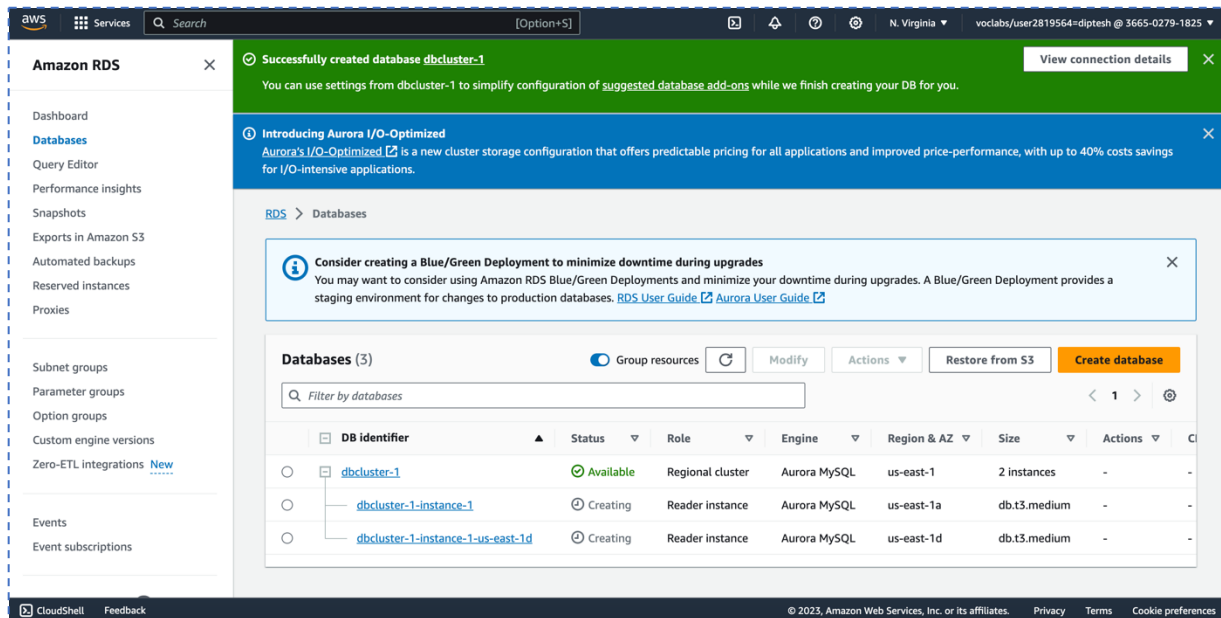 aws Services Search [Option+S] N. Virginia ▼ voclabs/user2819564=diptesh @ 3665-0279-1825 ▼
Amazon RDS
Dashboard
Databases
Query Editor
Performance insights
Snapshots
Exports in Amazon S3
Automated backups
Reserved instances
Proxies
Subnet groups
Parameter groups
Option groups
Custom engine versions
Zero-ETL integrations New
Events
Event subscriptions
Successfully created database dbcluster-1
View connection details
You can use settings from dbcluster-1 to simplify configuration of suggested database add-ons while we finish creating your DB for you.
Introducing Aurora I/O-Optimized
Aurora's I/O-Optimized is a new cluster storage configuration that offers predictable pricing for all applications and improved price-performance, with up to 40% costs savings
for I/O-intensive applications.
RDS > Databases
Consider creating a Blue/Green Deployment to minimize downtime during upgrades
You may want to consider using Amazon RDS Blue/Green Deployments and minimize your downtime during upgrades. A Blue/Green Deployment provides a
staging environment for changes to production databases. RDS User Guide Aurora User Guide
Databases (3) Group resources Modify Actions ▼ Restore from S3 Create database
Filter by databases < 1 >
DB identifier Status Role Engine Region & AZ Size Actions
dbcluster-1 Available Regional cluster Aurora MySQL us-east-1 2 instances -  -
dbcluster-1-instance-1 Creating Reader instance Aurora MySQL us-east-1a db.t3.medium - -
dbcluster-1-instance-1-us-east-1d Creating Reader instance Aurora MySQL us-east-1d db.t3.medium - -
CloudShell Feedback © 2023, Amazon Web Services, Inc. or its affiliates. Privacy Terms Cookie preferences